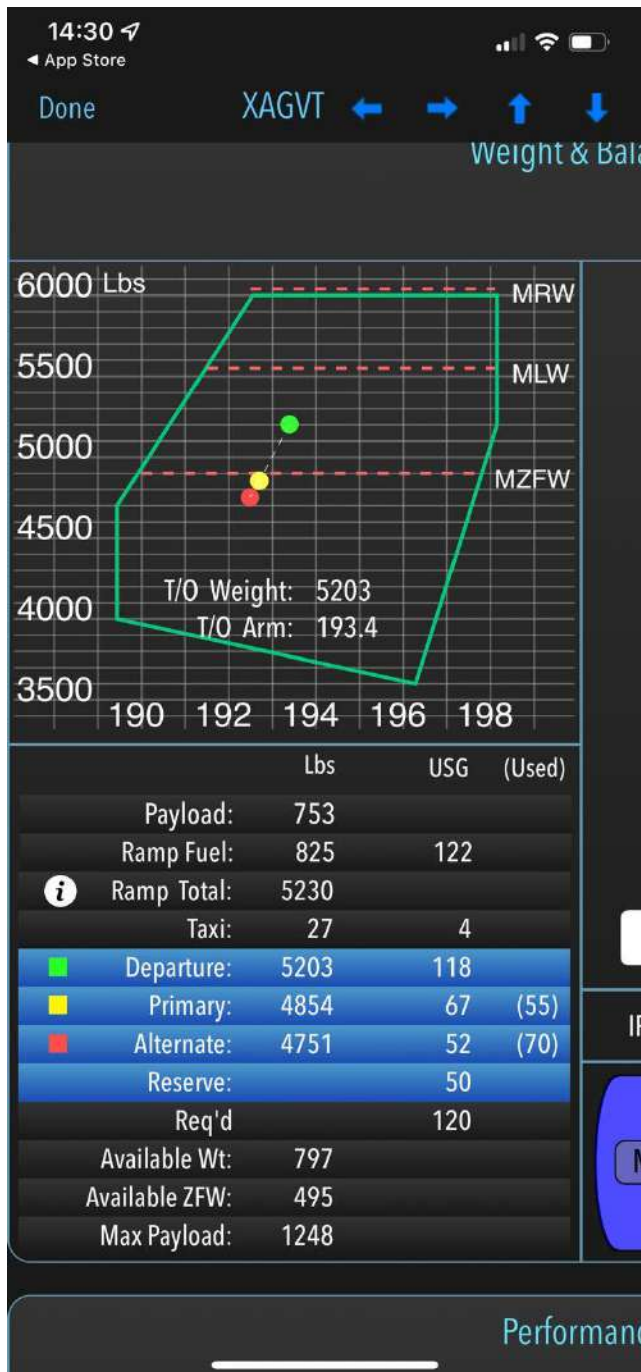 14:30
◀ App Store
Done XAGVT
Weight & Bala
6000 Lbs
MRW
5500
MLW
5000
MZFW
4500
T/O Weight: 5203
4000
T/O Arm: 193.4
3500
190 192 194 196 198
Lbs USG (Used)
Payload: 753
Ramp Fuel: 825 122
i Ramp Total: 5230
Taxi: 27 4
Departure: 5203 118
Primary: 4854 67 (55)
Alternate: 4751 52 (70)
Reserve: 50
Req'd 120
Available Wt: 797
Available ZFW: 495
Max Payload: 1248
Performanc